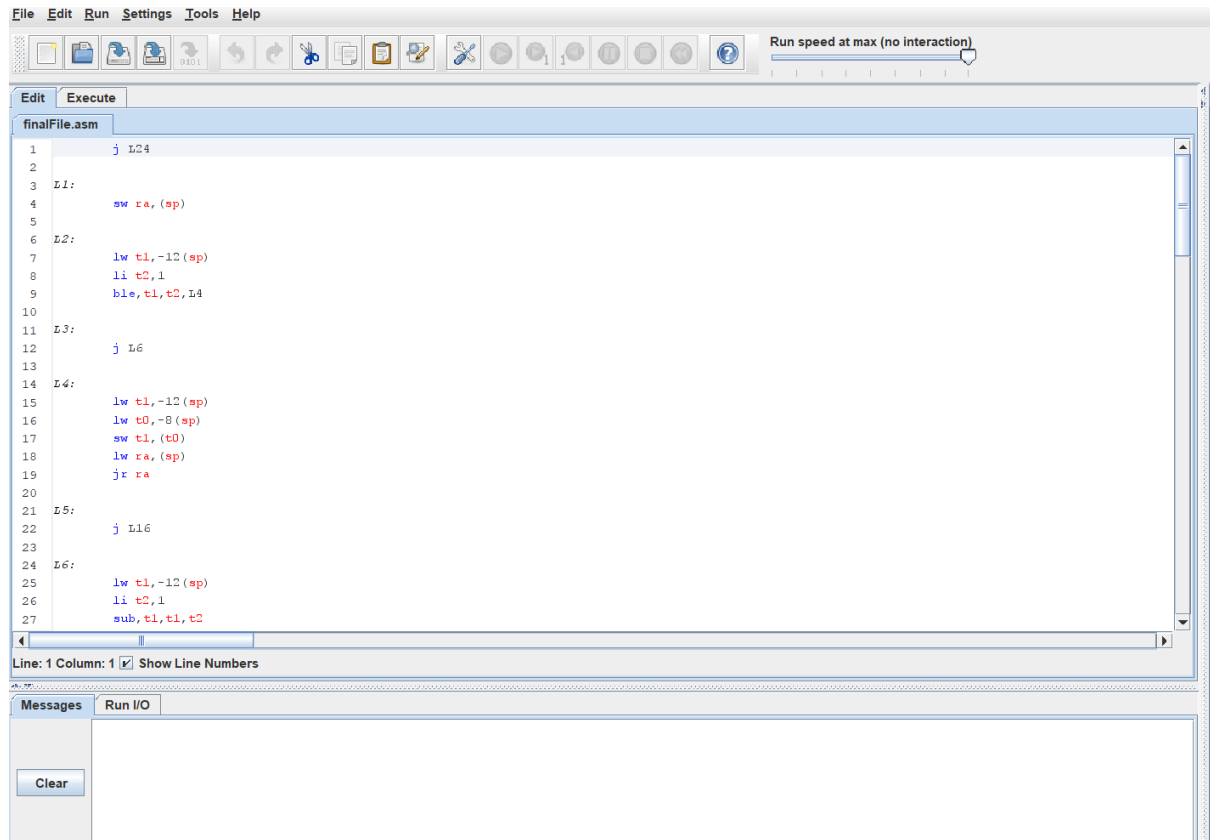 File Edit Run Settings Tools Help
0101
1
1
Run speed at max (no interaction)
Edit Execute
finalFile.asm
1 j L24
2
3 L1:
4 sw ra,(sp)
5
6 L2:
7 lw t1,-12(sp)
8 li t2,1
9 ble,t1,t2,L4
10
11 L3:
12 j L6
13
14 L4:
15 lw t1,-12(sp)
16 lw t0,-8(sp)
17 sw t1,(t0)
18 lw ra,(sp)
19 jr ra
20
21 L5:
22 j L16
23
24 L6:
25 lw t1,-12(sp)
26 li t2,1
27 sub,t1,t1,t2
Line: 1 Column: 1 Show Line Numbers
Messages Run I/O
Clear